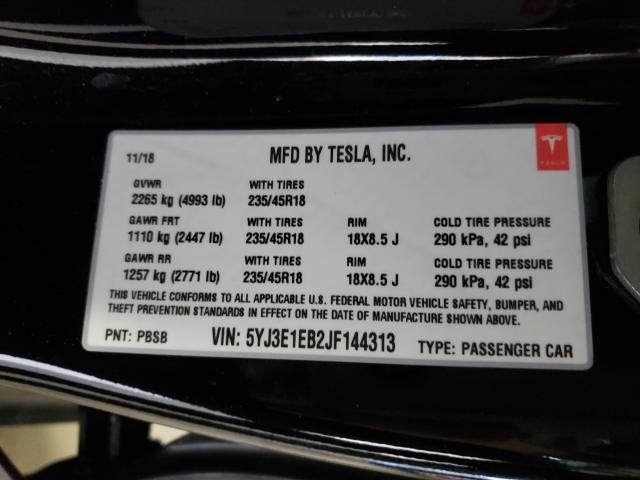 11/18 MFD BY TESLA, INC. TESLA
GVWR WITH TIRES
2265 kg (4993 lb) 235/45R18
GAWR FRT WITH TIRES RIM COLD TIRE PRESSURE
1110 kg (2447 lb) 235/45R18 18X8.5 J 290 kPa, 42 psi
GAWR RR WITH TIRES RIM COLD TIRE PRESSURE
1257 kg (2771 lb) 235/45R18 18X8.5 J 290 kPa, 42 psi
THIS VEHICLE CONFORMS TO ALL APPLICABLE U.S. FEDERAL MOTOR VEHICLE SAFETY, BUMPER, AND
THEFT PREVENTION STANDARDS IN EFFECT ON THE DATE OF MANUFACTURE SHOWN ABOVE.
PNT: PBSB VIN: 5YJ3E1EB2JF144313 TYPE: PASSENGER CAR